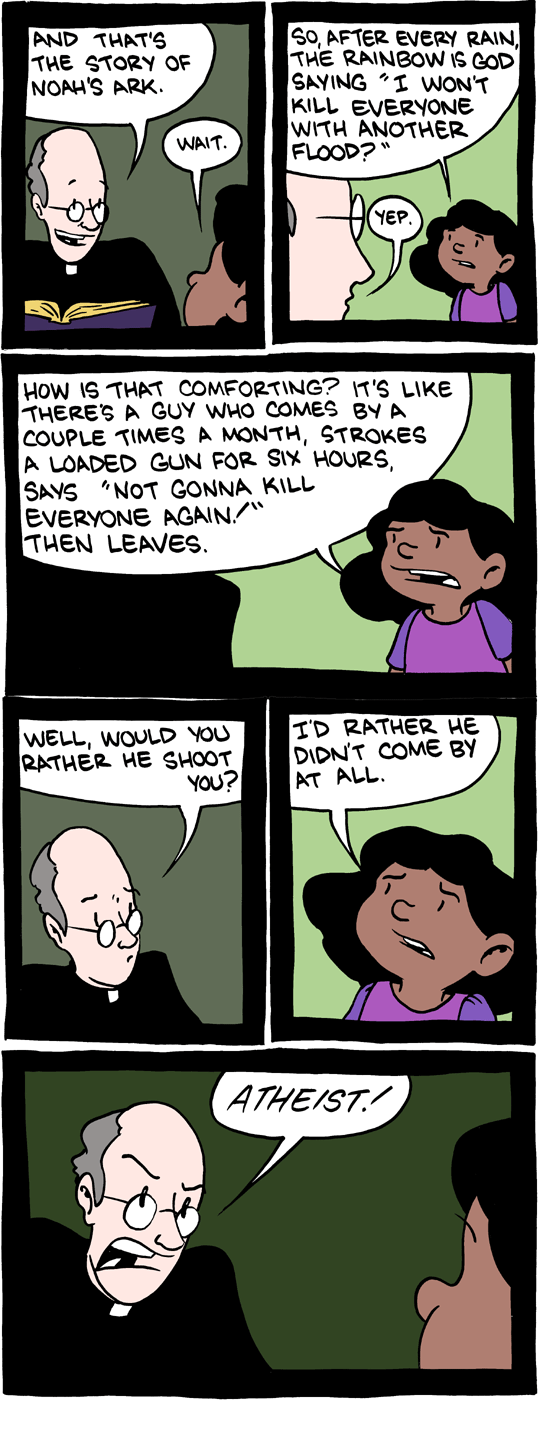 AND THAT'S
THE STORY OF
NOAH'S ARK.
WAIT.
SO, AFTER EVERY RAIN,
THE RAINBOW IS GOD
SAYING "I WON'T
KILL EVERYONE
WITH ANOTHER
FLOOD?"
YEP.
HOW IS THAT COMFORTING? IT'S LIKE
THERE'S A GUY WHO COMES BY A
COUPLE TIMES A MONTH, STROKES
A LOADED GUN FOR SIX HOURS,
SAYS "NOT GONNA KILL
EVERYONE AGAIN!"
THEN LEAVES.
WELL, WOULD YOU
RATHER HE SHOOT
YOU?
I'D RATHER HE
DIDN'T COME BY
AT ALL.
ATHEIST!